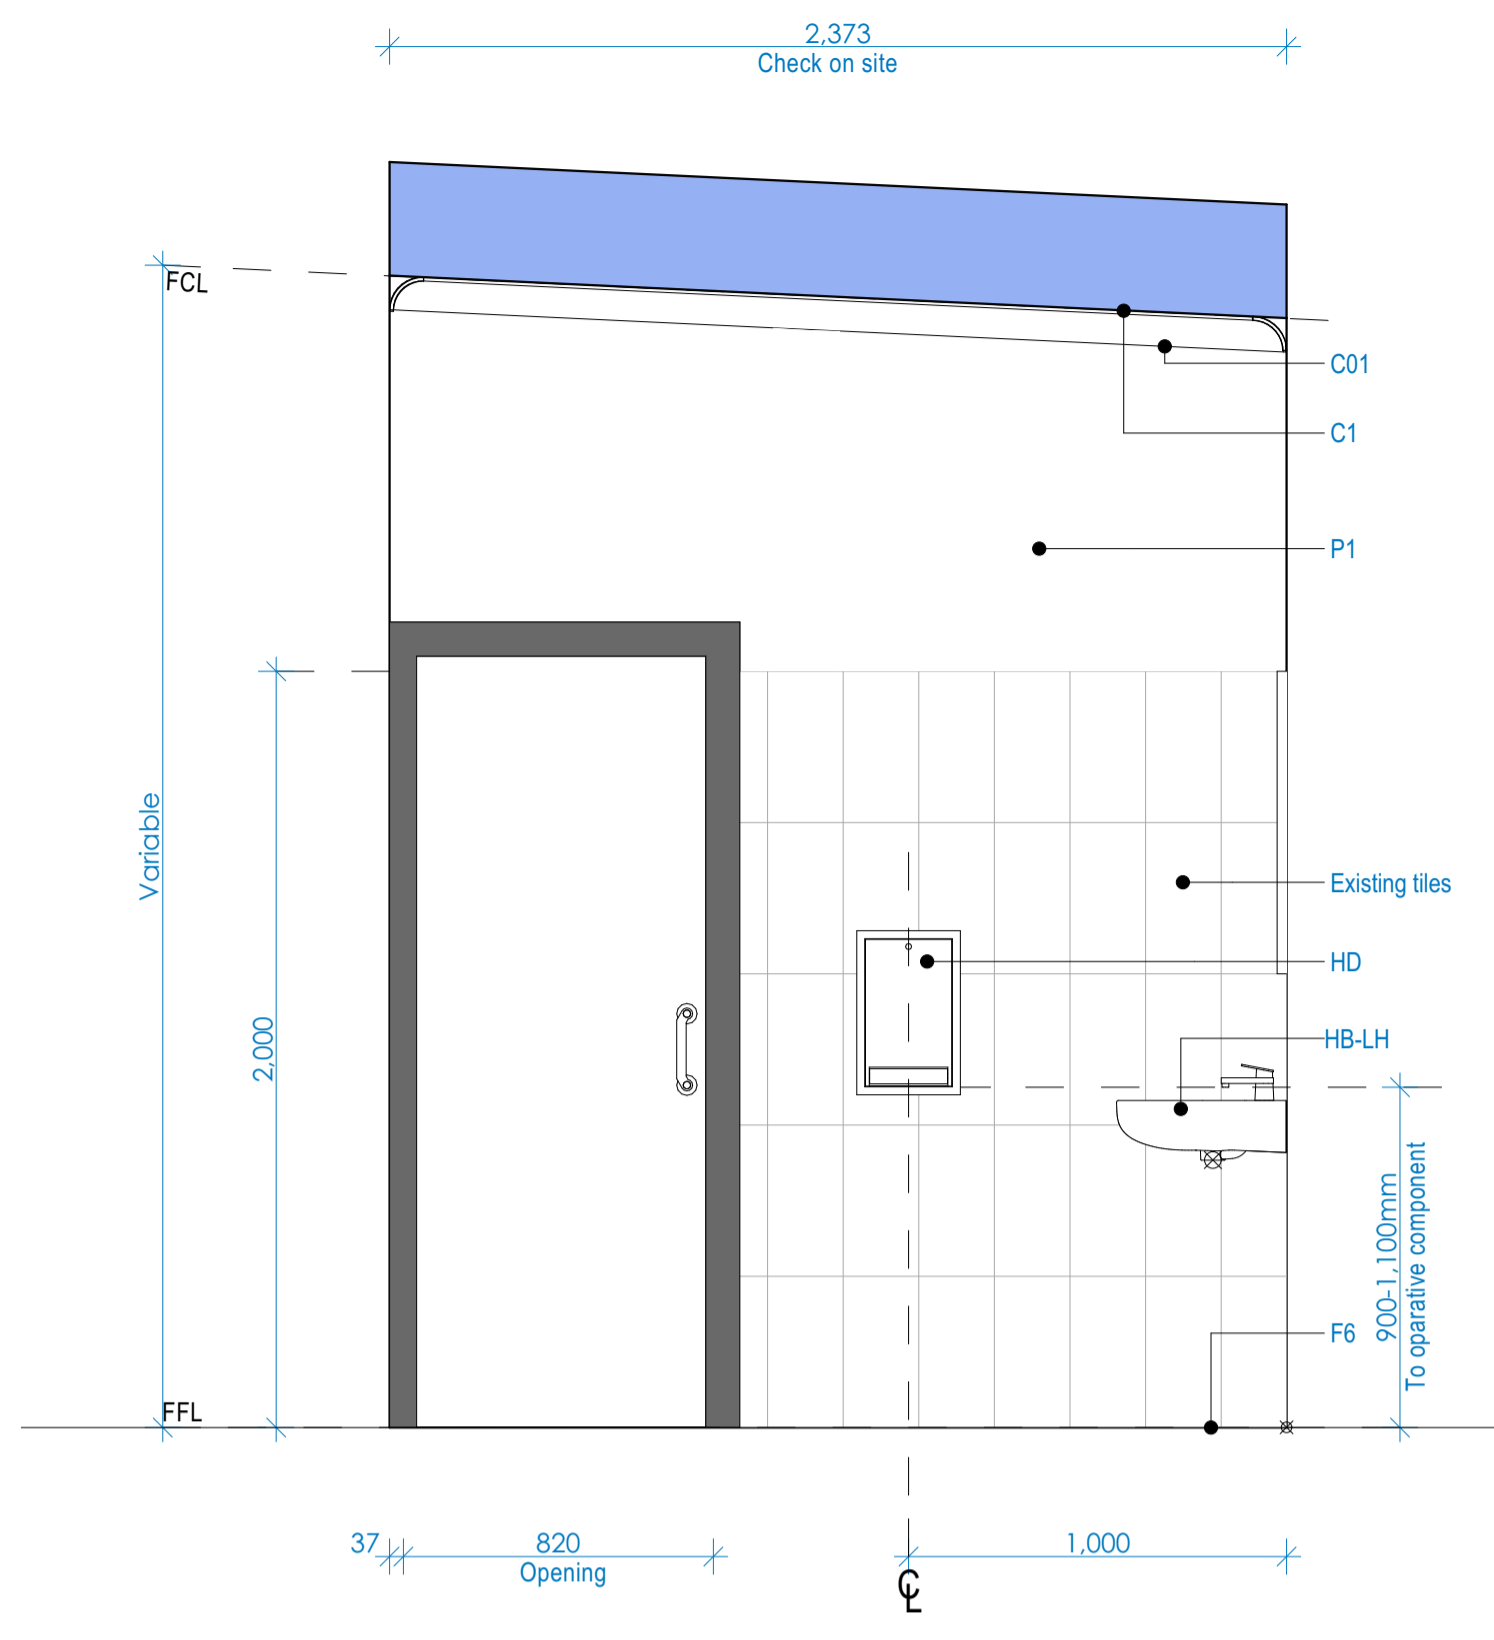 2,373
Check on site
FCL
C01
C1
P1
Variable
Existing tiles
HD
2,000
HB-LH
900-1,100mm
To oparative component
F6
FFL
37
820
Opening
1,000
CL